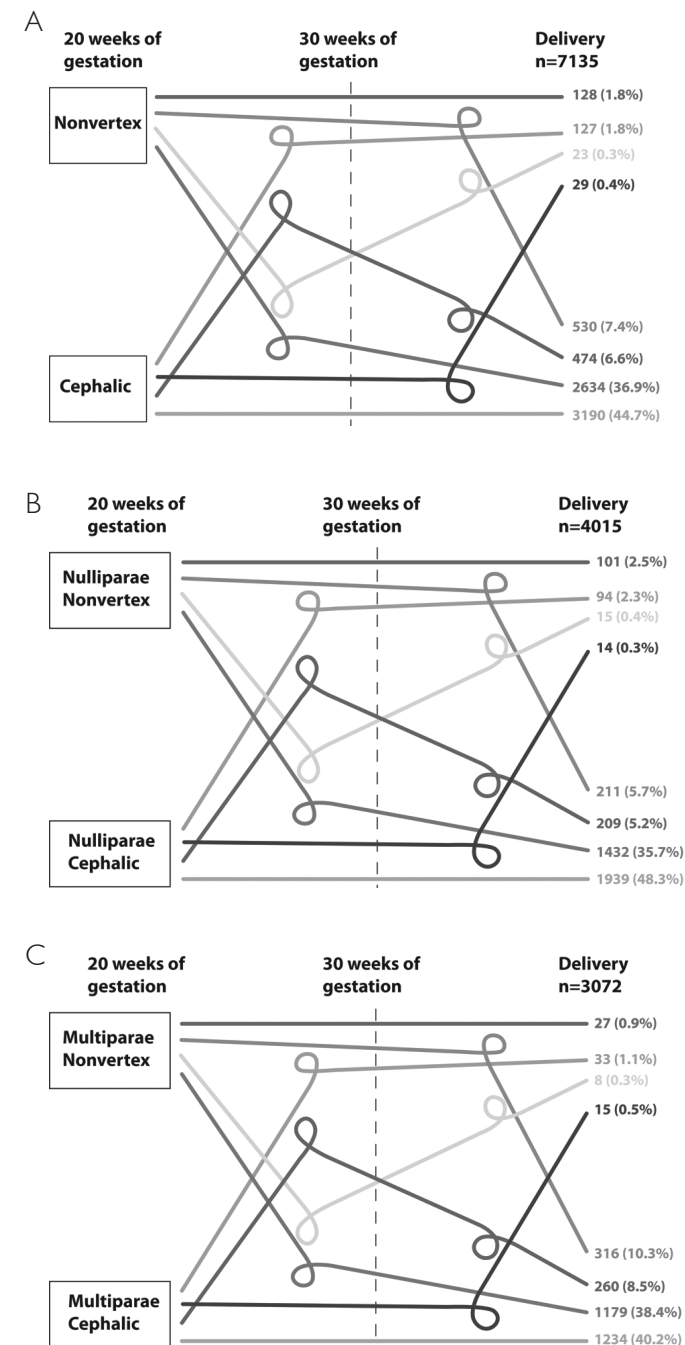 A
20 weeks of
gestation
30 weeks of
gestation
Delivery
n=7135
Nonvertex
128 (1.8%)
127 (1.8%)
23 (0.3%)
29 (0.4%)
530 (7.4%)
474 (6.6%)
Cephalic
2634 (36.9%)
3190 (44.7%)
B
20 weeks of
gestation
30 weeks of
gestation
Delivery
n=4015
Nulliparae
Nonvertex
101 (2.5%)
94 (2.3%)
15 (0.4%)
14 (0.3%)
211 (5.7%)
209 (5.2%)
Nulliparae
Cephalic
1432 (35.7%)
1939 (48.3%)
C
20 weeks of
gestation
30 weeks of
gestation
Delivery
n=3072
Multiparae
Nonvertex
27 (0.9%)
33 (1.1%)
8 (0.3%)
15 (0.5%)
316 (10.3%)
260 (8.5%)
Multiparae
Cephalic
1179 (38.4%)
1234 (40.2%)